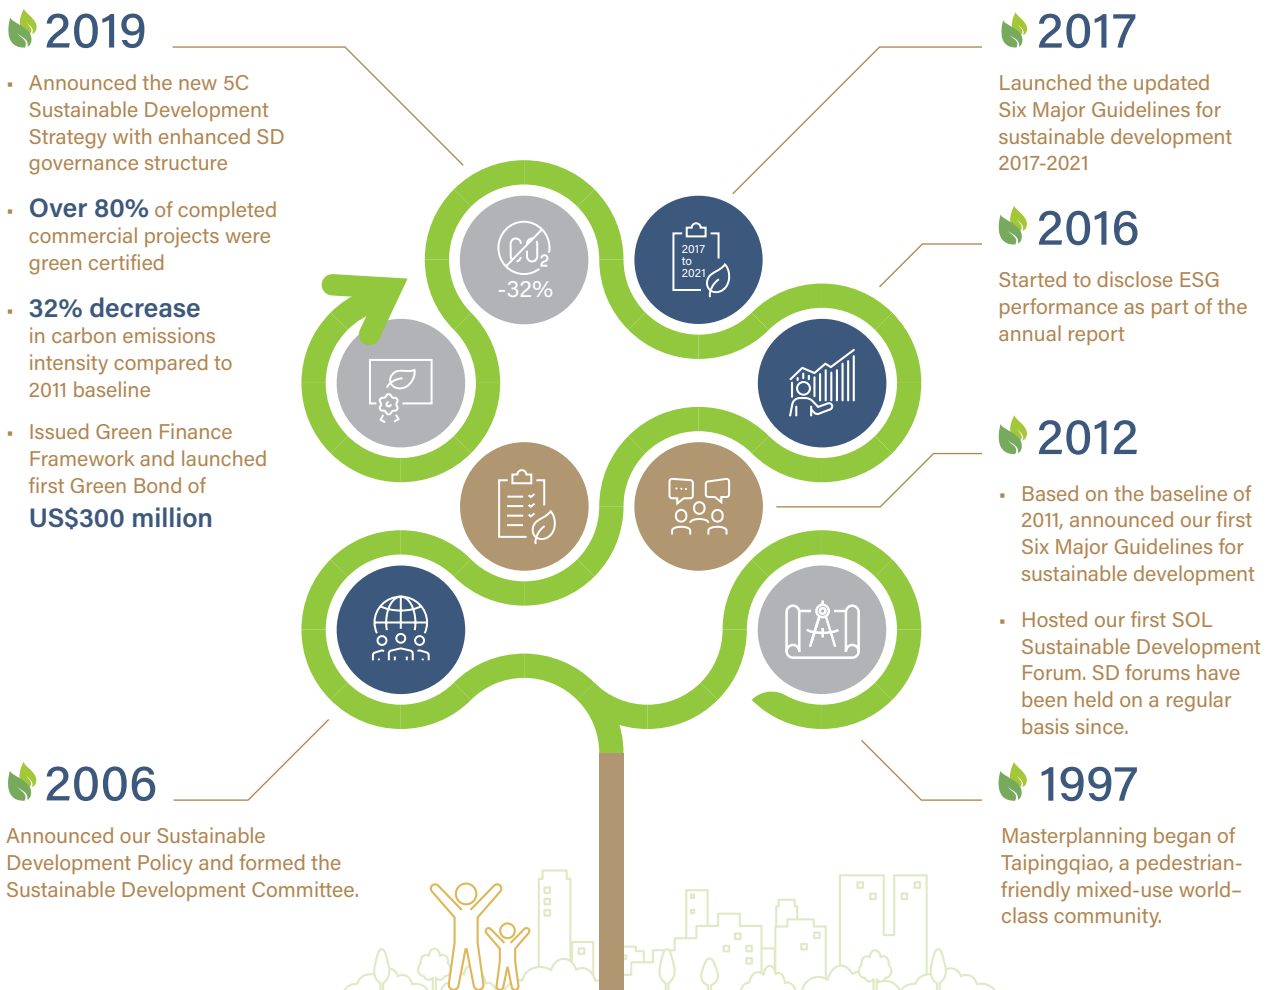 2019
• Announced the new 5C
Sustainable Development
Strategy with enhanced SD
governance structure
• Over 80% of completed
commercial projects were
green certified
• 32% decrease
in carbon emissions
intensity compared to
2011 baseline
• Issued Green Finance
Framework and launched
first Green Bond of
US$300 million
2017
Launched the updated
Six Major Guidelines for
sustainable development
2017-2021
2016
Started to disclose ESG
performance as part of the
annual report
2012
• Based on the baseline of
2011, announced our first
Six Major Guidelines for
sustainable development
• Hosted our first SOL
Sustainable Development
Forum. SD forums have
been held on a regular
basis since.
CO2
-32%
2017
to
2021
2006
Announced our Sustainable
Development Policy and formed the
Sustainable Development Committee.
1997
Masterplanning began of
Taipingqiao, a pedestrian-
friendly mixed-use world–
class community.